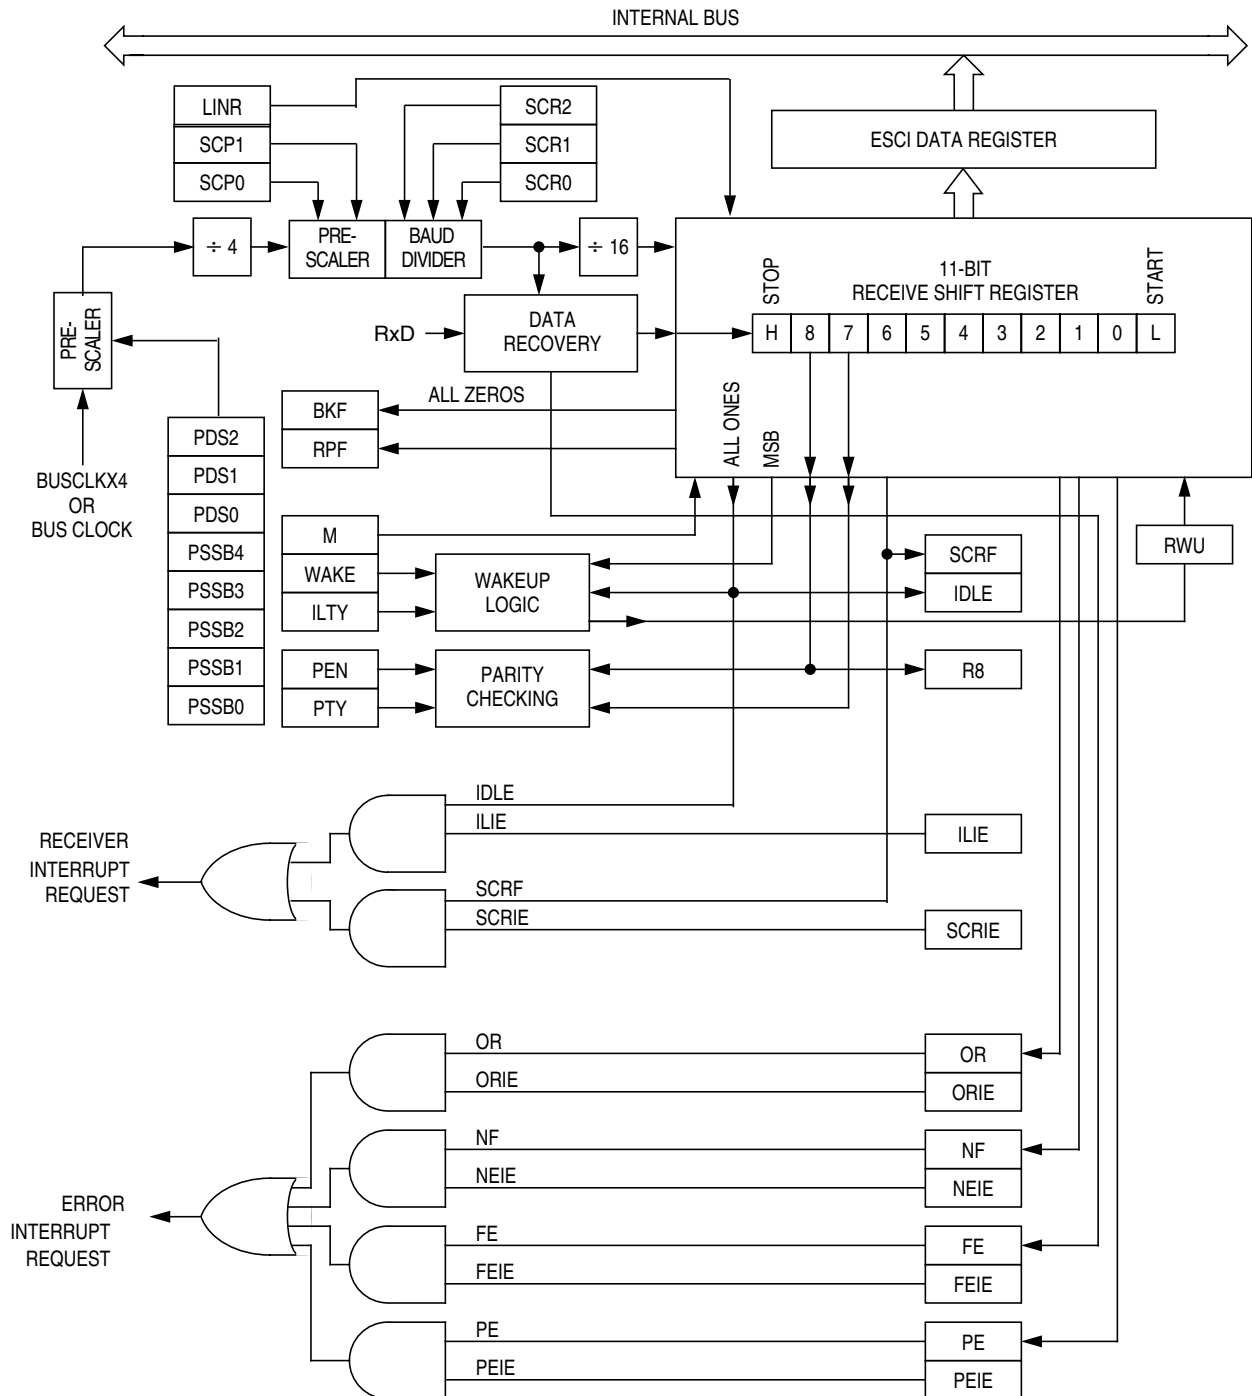 INTERNAL BUS
LINR
SCP1
SCP0
SCR2
SCR1
SCR0
ESCI DATA REGISTER
÷ 4
PRE-
SCALER
BAUD
DIVIDER
÷ 16
PRE-
SCALER
RxD
DATA
RECOVERY
STOP
11-BIT
RECEIVE SHIFT REGISTER
START
H 8 7 6 5 4 3 2 1 0 L
ALL ZEROS
BKF
RPF
ALL ONES
MSB
BUSCLKX4
OR
BUS CLOCK
PDS2
PDS1
PDS0
PSSB4
PSSB3
PSSB2
PSSB1
PSSB0
M
WAKE
ILTY
WAKEUP
LOGIC
SCRF
IDLE
RWU
PEN
PTY
PARITY
CHECKING
R8
RECEIVER
INTERRUPT
REQUEST
IDLE
ILIE
ILIE
SCRF
SCRIE
SCRIE
ERROR
INTERRUPT
REQUEST
OR
ORIE
OR
ORIE
NF
NEIE
NF
NEIE
FE
FEIE
FE
FEIE
PE
PEIE
PE
PEIE